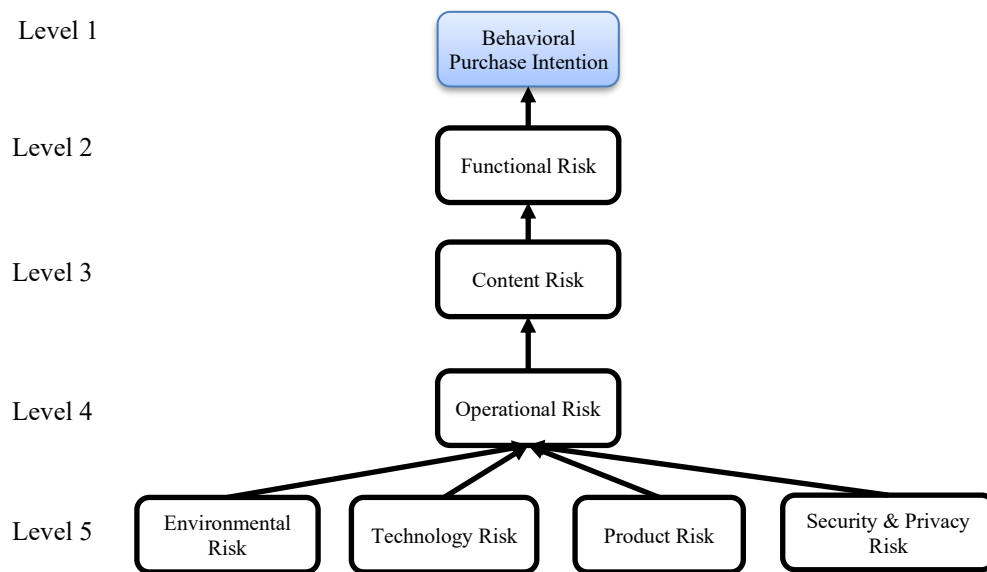 Level 1
Behavioral
Purchase Intention
Level 2
Functional Risk
Level 3
Content Risk
Level 4
Operational Risk
Level 5
Environmental
Risk
Technology Risk
Product Risk
Security & Privacy
Risk